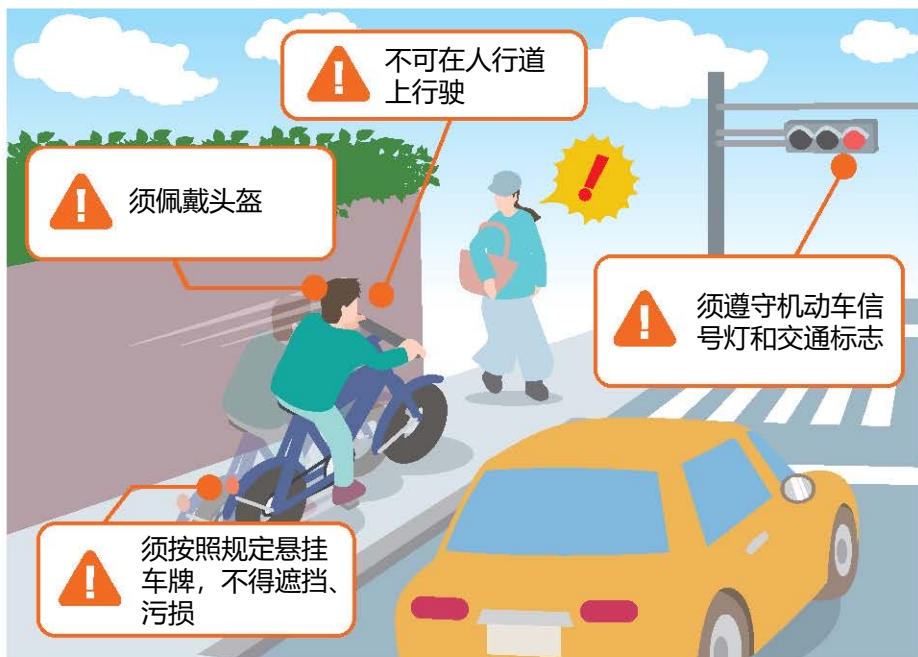 不可在人行道
上行驶
须佩戴头盔
须遵守机动车信
号灯和交通标志
须按照规定悬挂
车牌，不得遮挡、
污损